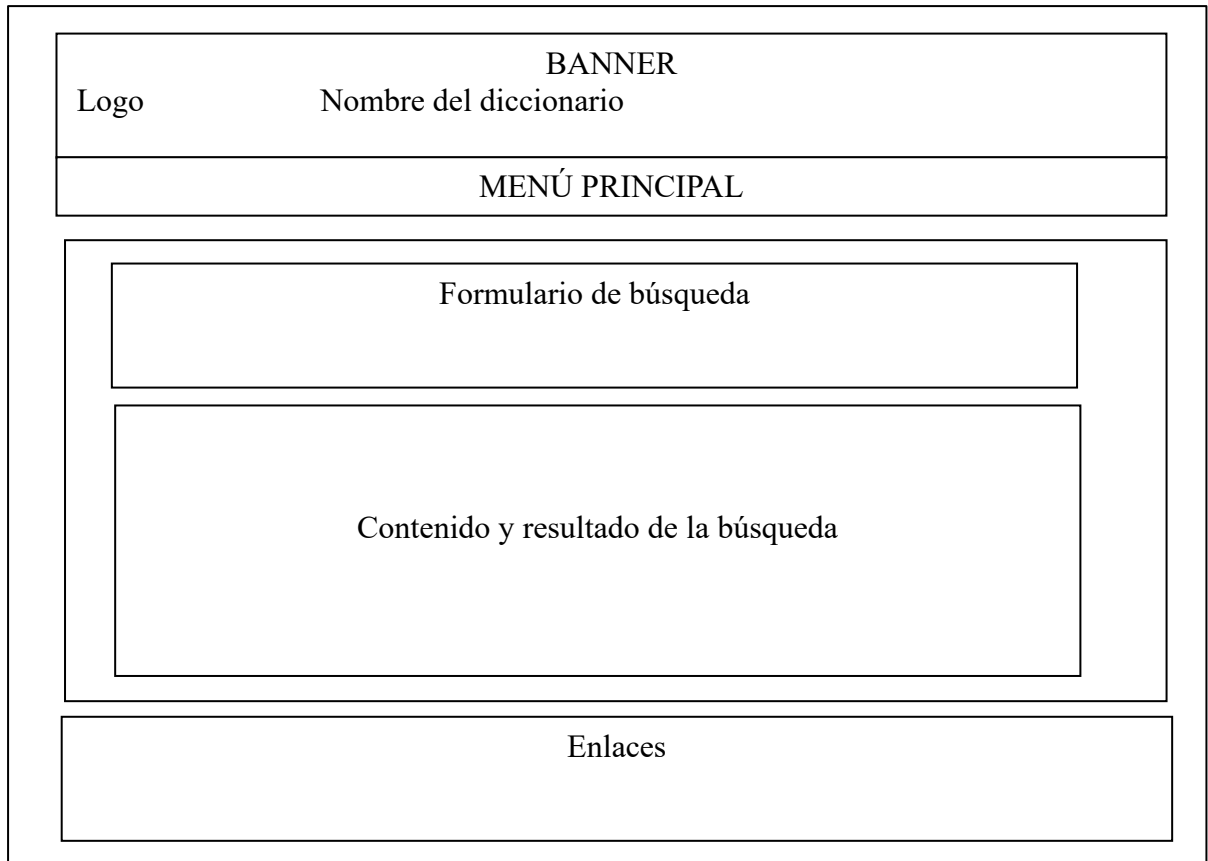 BANNER
Logo Nombre del diccionario
MENÚ PRINCIPAL
Formulario de búsqueda
Contenido y resultado de la búsqueda
Enlaces